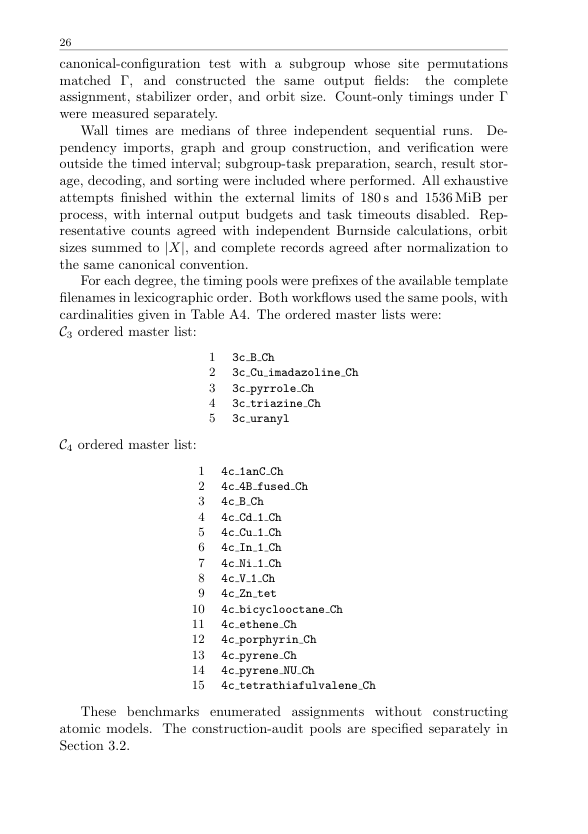 26
canonical-configuration test with a subgroup whose site permutations
matched Γ, and constructed the same output fields: the complete
assignment, stabilizer order, and orbit size. Count-only timings under Γ
were measured separately.
Wall times are medians of three independent sequential runs. De-
pendency imports, graph and group construction, and verification were
outside the timed interval; subgroup-task preparation, search, result stor-
age, decoding, and sorting were included where performed. All exhaustive
attempts finished within the external limits of 180 s and 1536 MiB per
process, with internal output budgets and task timeouts disabled. Rep-
resentative counts agreed with independent Burnside calculations, orbit
sizes summed to |X|, and complete records agreed after normalization to
the same canonical convention.
For each degree, the timing pools were prefixes of the available template
filenames in lexicographic order. Both workflows used the same pools, with
cardinalities given in Table A4. The ordered master lists were:
𝒞₃ ordered master list:
1 3c_B_Ch
2 3c_Cu_imadazoline_Ch
3 3c_pyrrole_Ch
4 3c_triazine_Ch
5 3c_uranyl
𝒞₄ ordered master list:
1 4c_1anC_Ch
2 4c_4B_fused_Ch
3 4c_B_Ch
4 4c_Cd_1_Ch
5 4c_Cu_1_Ch
6 4c_In_1_Ch
7 4c_Ni_1_Ch
8 4c_V_1_Ch
9 4c_Zn_tet
10 4c_bicyclooctane_Ch
11 4c_ethene_Ch
12 4c_porphyrin_Ch
13 4c_pyrene_Ch
14 4c_pyrene_NU_Ch
15 4c_tetrathiafulvalene_Ch
These benchmarks enumerated assignments without constructing
atomic models. The construction-audit pools are specified separately in
Section 3.2.